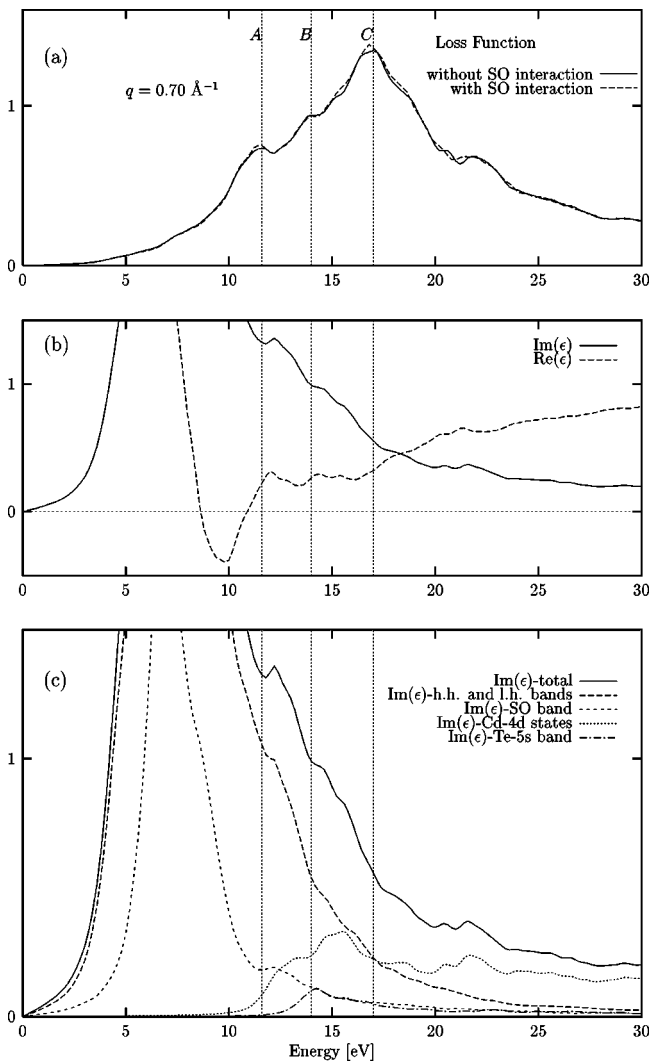 (a)
A
B
C
Loss Function
q = 0.70 Å⁻¹
without SO interaction
with SO interaction
1
0
0 5 10 15 20 25 30
(b)
Im(ϵ)
Re(ϵ)
1
0
0 5 10 15 20 25 30
(c)
Im(ϵ)-total
Im(ϵ)-h.h. and l.h. bands
Im(ϵ)-SO band
Im(ϵ)-Cd-4d states
Im(ϵ)-Te-5s band
1
0
0 5 10 15 20 25 30
Energy [eV]